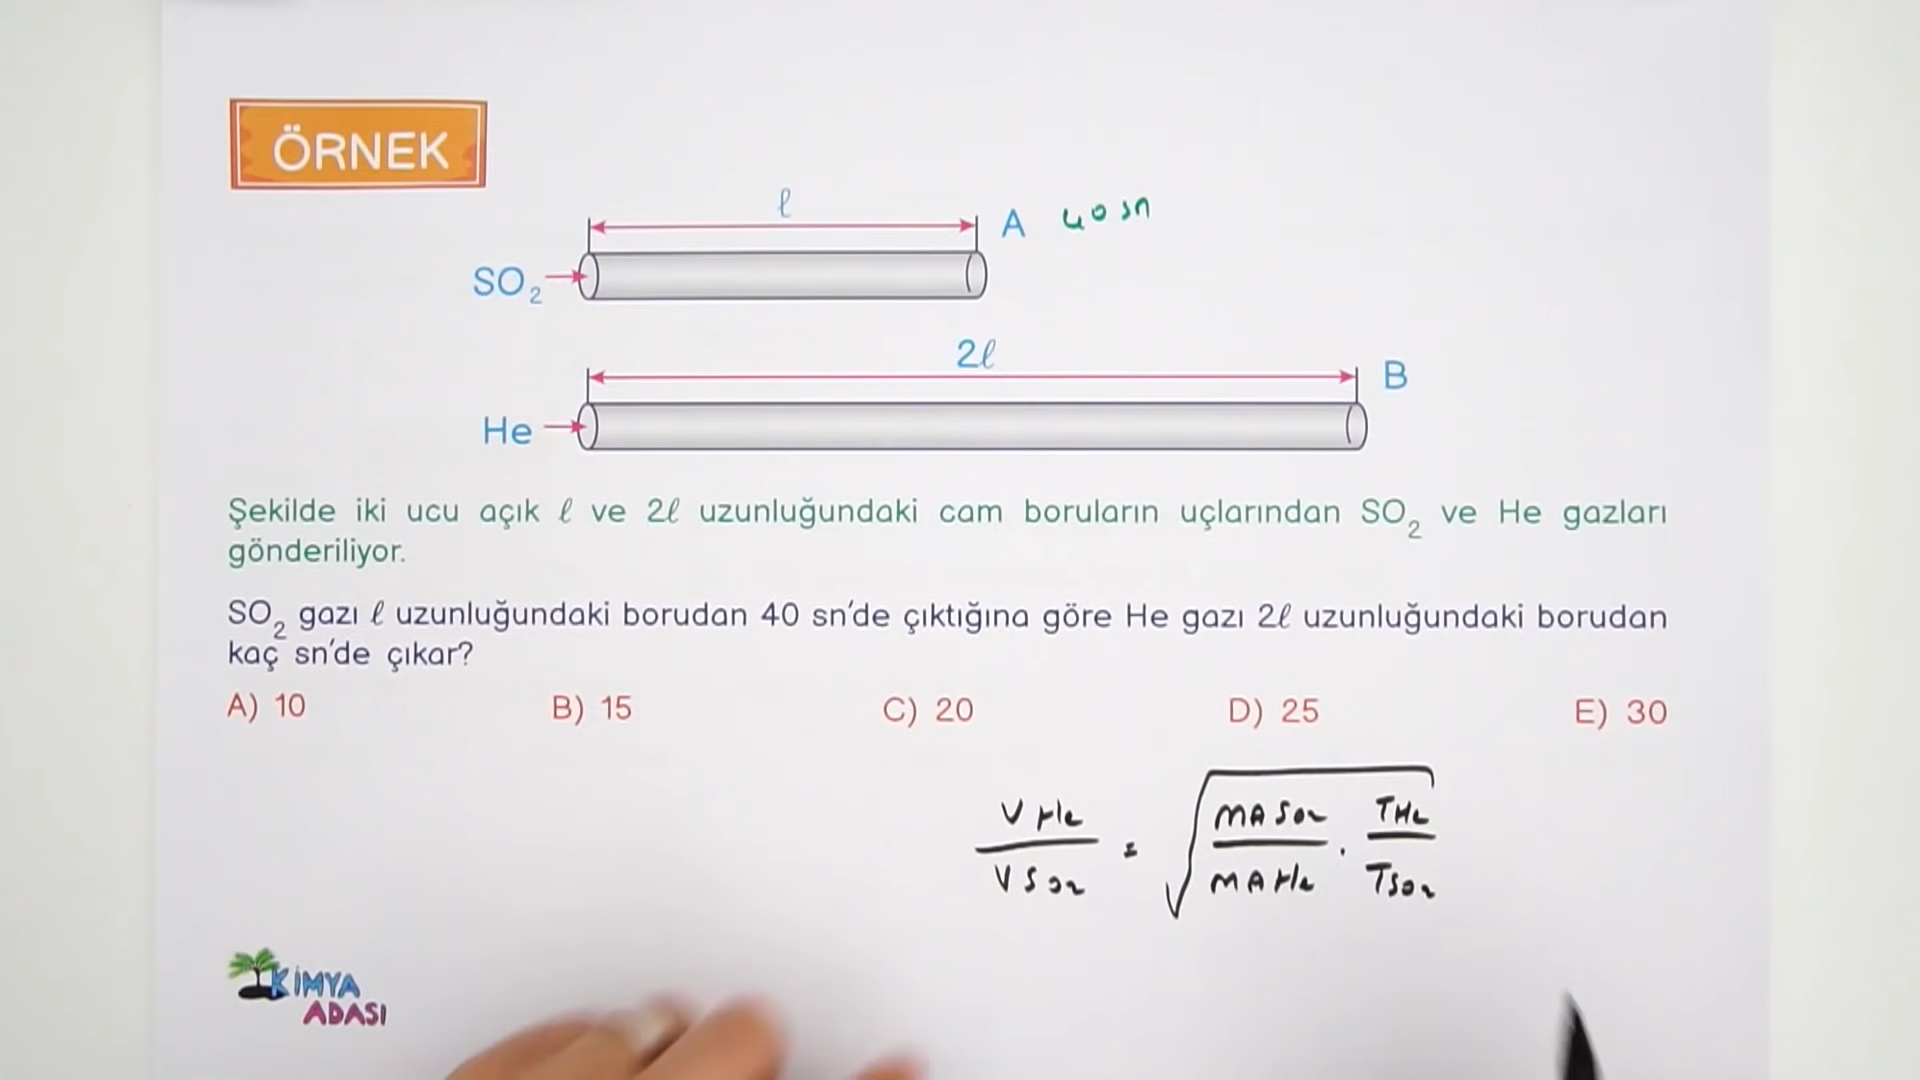 ÖRNEK
ℓ
A 40 sn
SO₂
2ℓ
B
He
Şekilde iki ucu açık ℓ ve 2ℓ uzunluğundaki cam boruların uçlarından SO₂ ve He gazları
gönderiliyor.
SO₂ gazı ℓ uzunluğundaki borudan 40 sn'de çıktığına göre He gazı 2ℓ uzunluğundaki borudan
kaç sn'de çıkar?
A) 10 B) 15 C) 20 D) 25 E) 30
V He / V SO₂ = √(MA SO₂ / MA He . THe / TSO₂)
KİMYA
ADASI